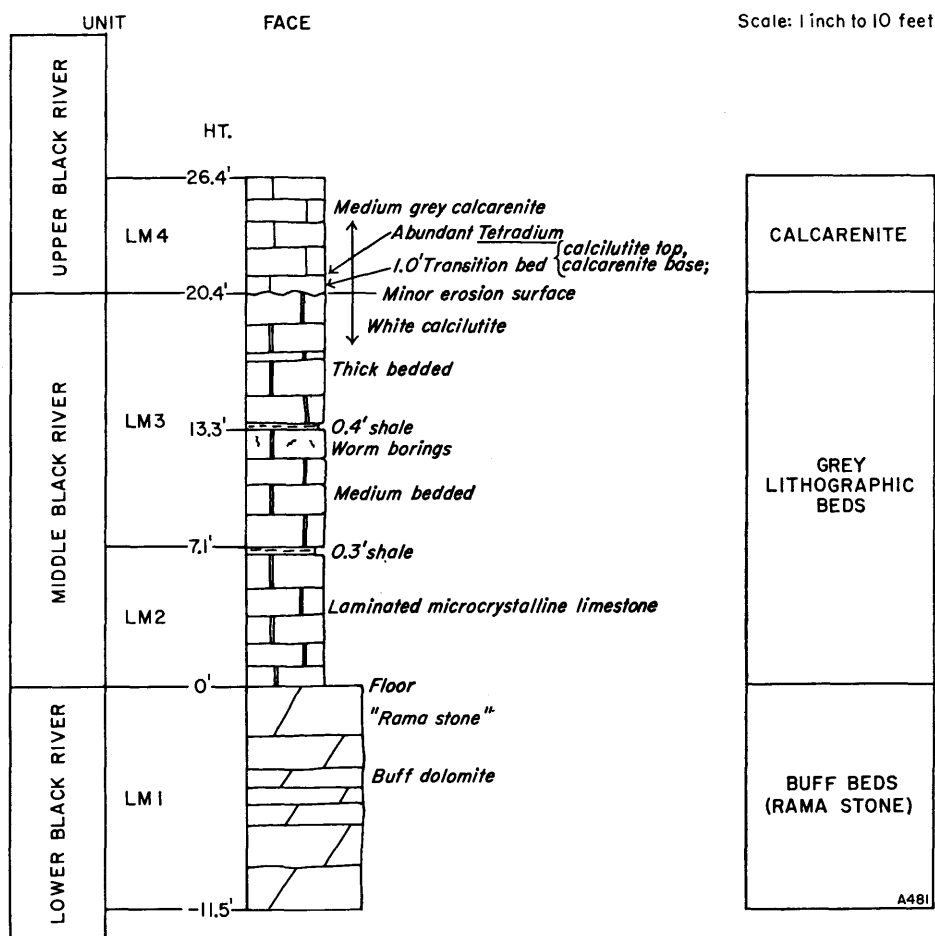 UNIT
FACE
Scale: 1 inch to 10 feet
UPPER BLACK RIVER
MIDDLE BLACK RIVER
LOWER BLACK RIVER
HT.
26.4'
LM4
Medium grey calcarenite
Abundant Tetradium
1.0' Transition bed {calcilutite top,
calcarenite base;
20.4'
Minor erosion surface
White calcilutite
Thick bedded
LM3
13.3'
0.4' shale
Worm borings
Medium bedded
7.1'
0.3' shale
LM2
Laminated microcrystalline limestone
0'
Floor
"Rama stone"
LM1
Buff dolomite
-11.5'
CALCARENITE
GREY
LITHOGRAPHIC
BEDS
BUFF BEDS
(RAMA STONE)
A481